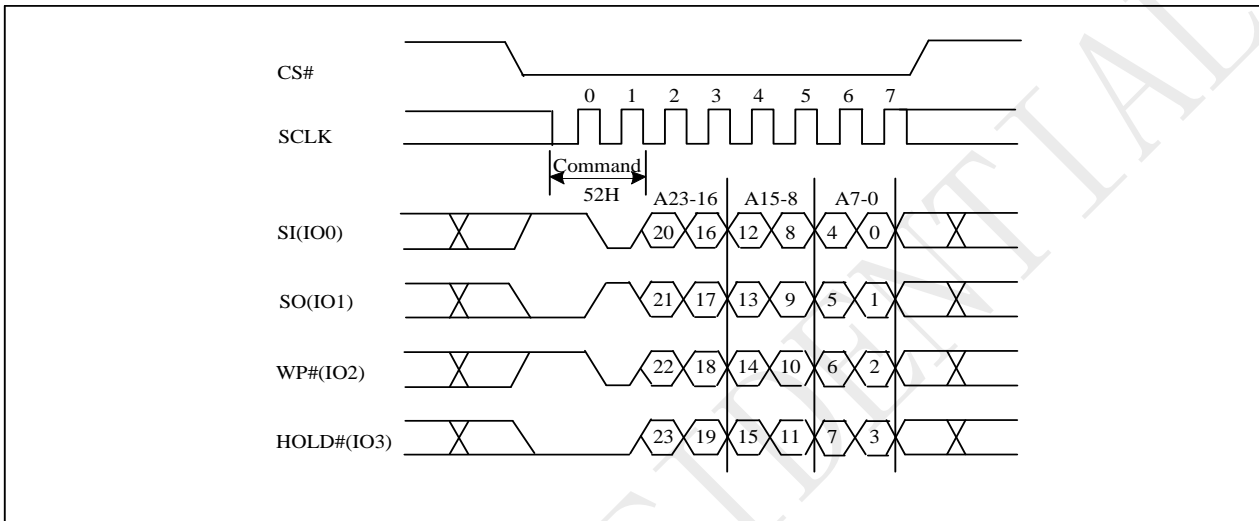 CS#
0 1 2 3 4 5 6 7
SCLK
Command
52H
A23-16 A15-8 A7-0
SI(IO0) 20 16 12 8 4 0
SO(IO1) 21 17 13 9 5 1
WP#(IO2) 22 18 14 10 6 2
HOLD#(IO3) 23 19 15 11 7 3
IDENTIAL